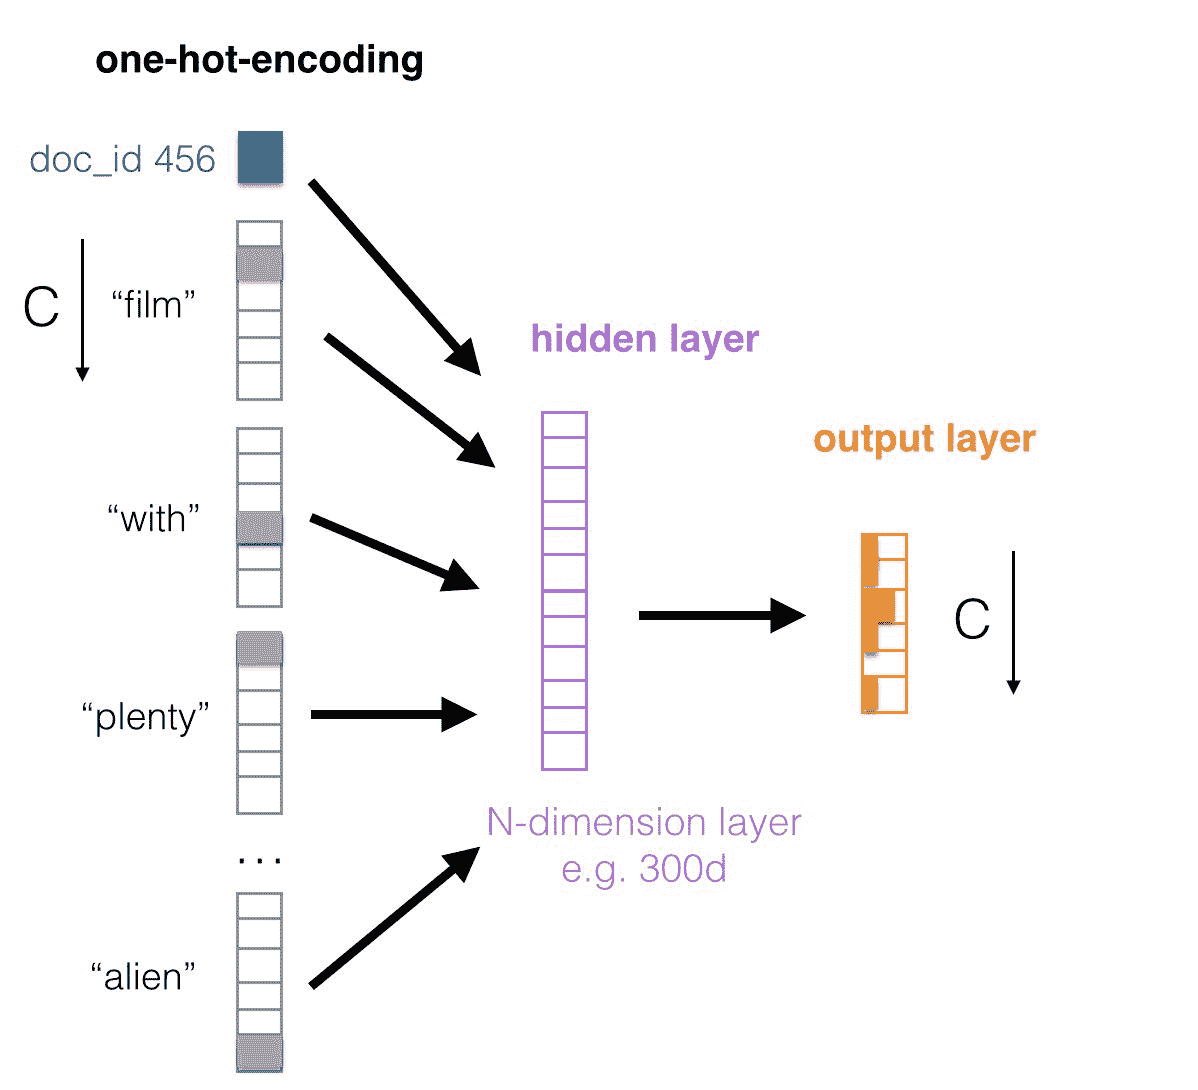 one-hot-encoding
doc_id 456
C
“film”
“with”
“plenty”
...
“alien”
hidden layer
N-dimension layer
e.g. 300d
output layer
C